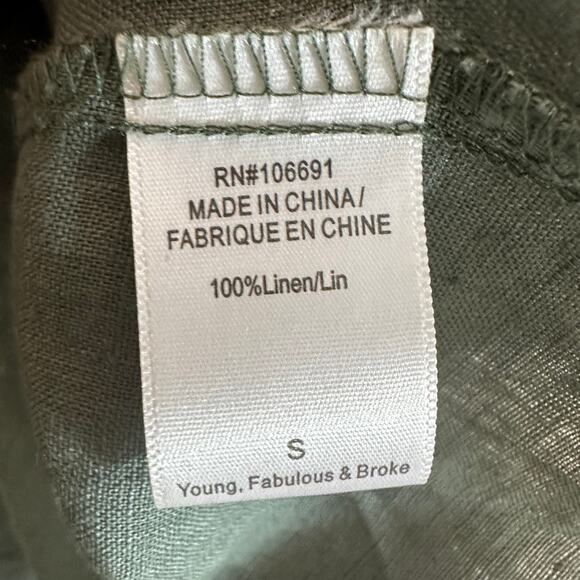 RN#106691
MADE IN CHINA/
FABRIQUE EN CHINE
100%Linen/Lin
S
Young, Fabulous & Broke